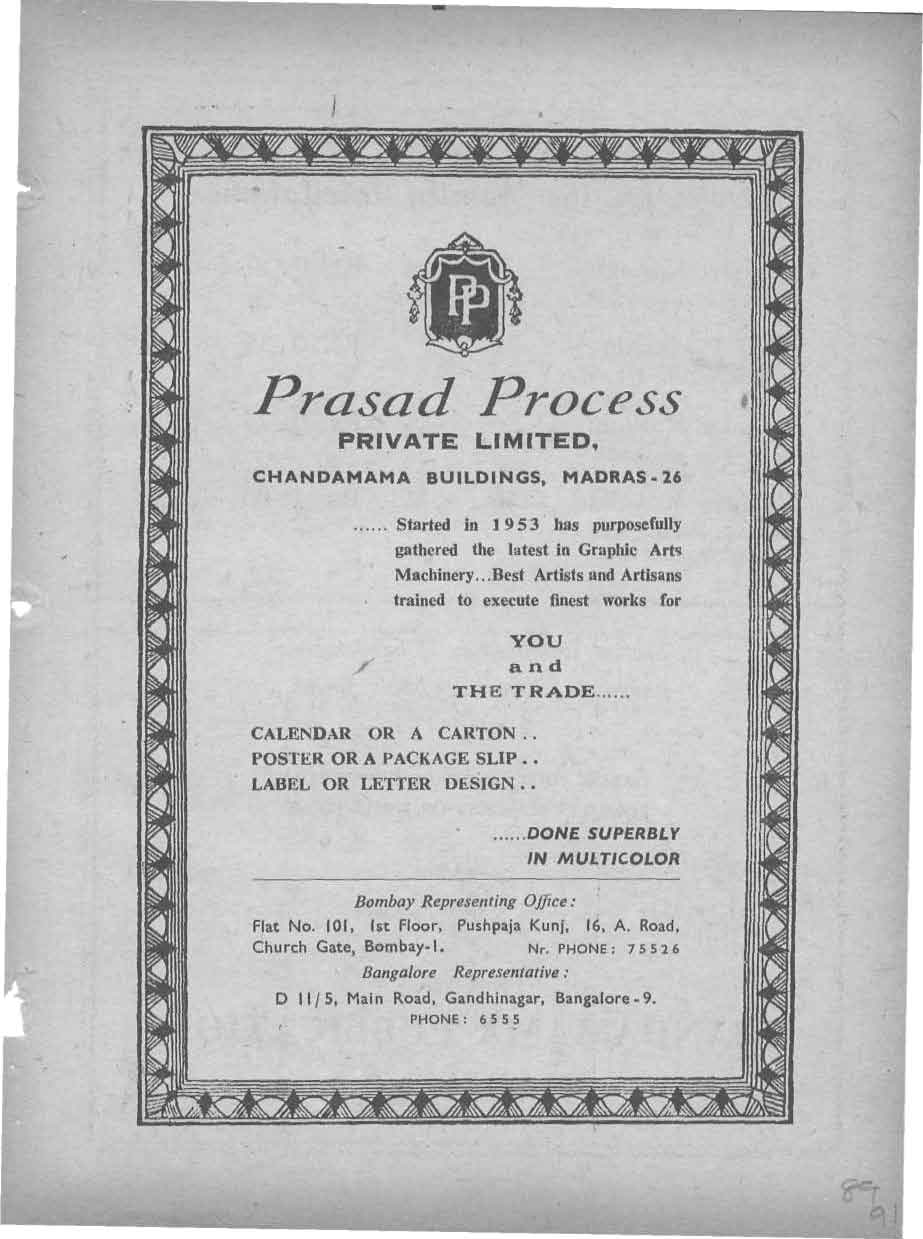 PP
Prasad Process
PRIVATE LIMITED,
CHANDAMAMA BUILDINGS, MADRAS-26
...... Started in 1953 has purposefully
gathered the latest in Graphic Arts
Machinery...Best Artists and Artisans
trained to execute finest works for
YOU
and
THE TRADE......
CALENDAR OR A CARTON ..
POSTER OR A PACKAGE SLIP ..
LABEL OR LETTER DESIGN ..
......DONE SUPERBLY
IN MULTICOLOR
Bombay Representing Office :
Flat No. 101, 1st Floor, Pushpaja Kunj, 16, A. Road,
Church Gate, Bombay-1. Nr. PHONE : 75526
Bangalore Representative :
D 11/5, Main Road, Gandhinagar, Bangalore-9.
PHONE : 6555
89
91